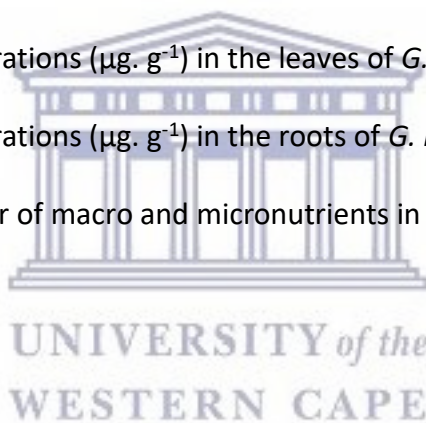 rations (µg. g⁻¹) in the leaves of G.
rations (µg. g⁻¹) in the roots of G.
r of macro and micronutrients in
UNIVERSITY of the
WESTERN CAPE